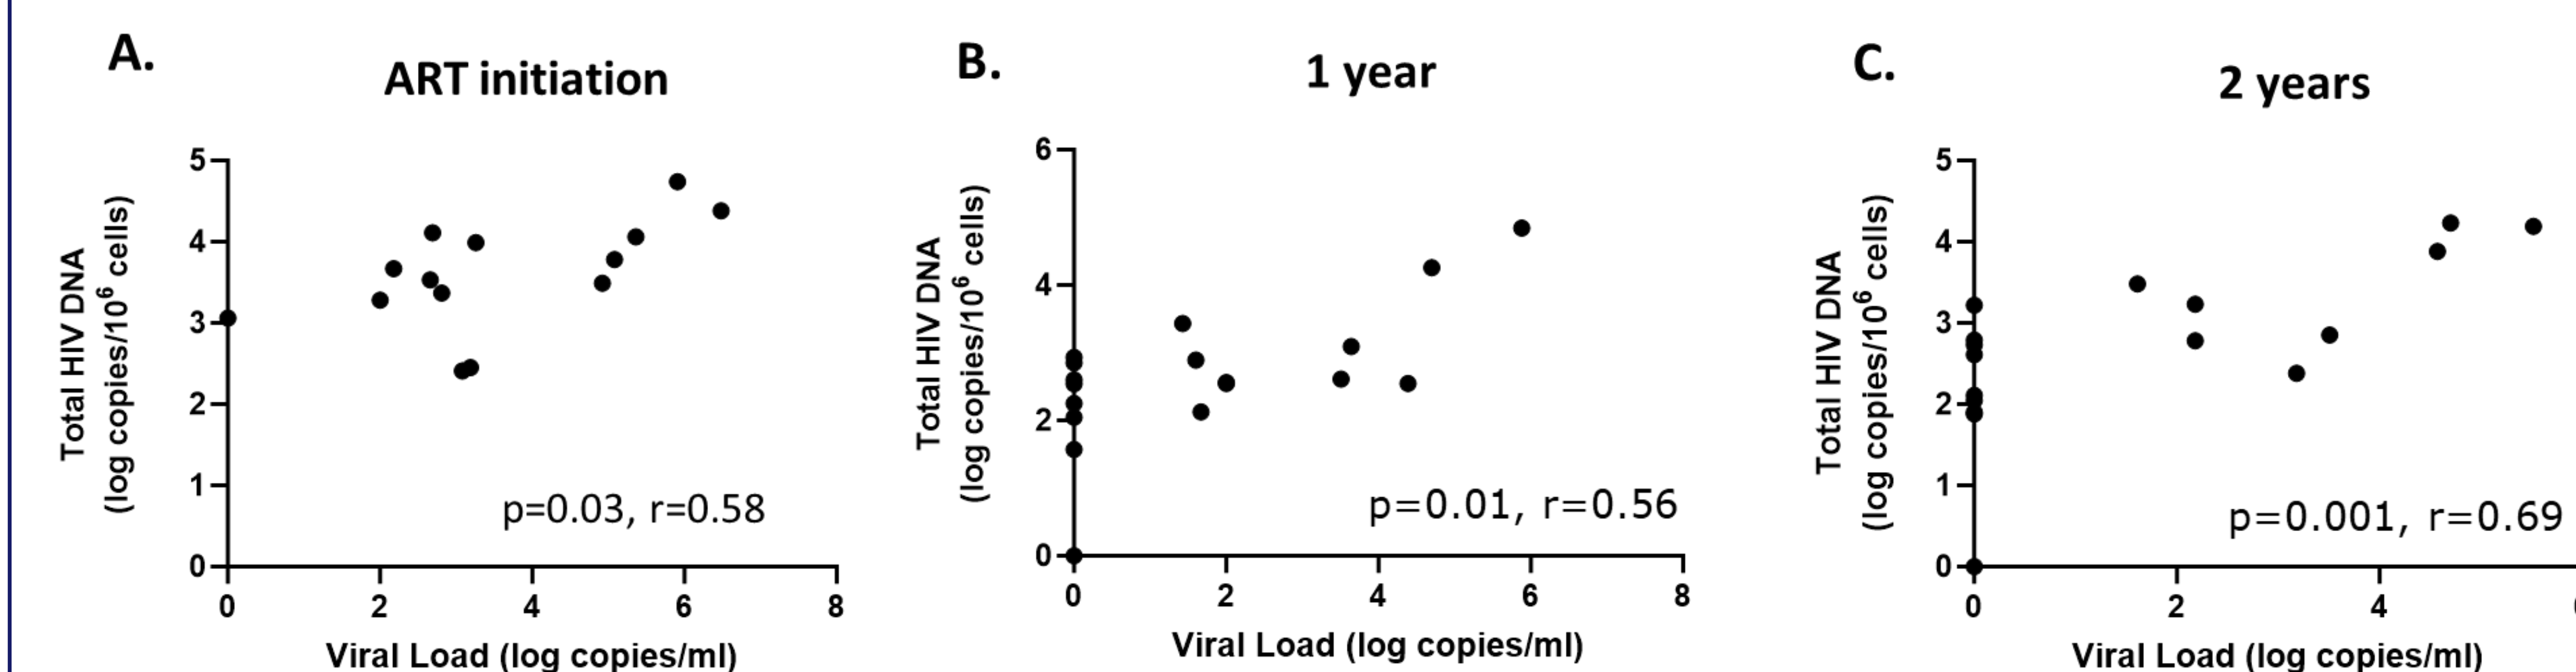 A.
ART initiation
Total HIV DNA
(log copies/10⁶ cells)
5
4
3
2
1
0
p=0.03, r=0.58
0 2 4 6 8
Viral Load (log copies/ml)
B.
1 year
Total HIV DNA
(log copies/10⁶ cells)
6
4
2
0
p=0.01, r=0.56
0 2 4 6 8
Viral Load (log copies/ml)
C.
2 years
Total HIV DNA
(log copies/10⁶ cells)
5
4
3
2
1
0
p=0.001, r=0.69
0 2 4
Viral Load (log copies/ml)